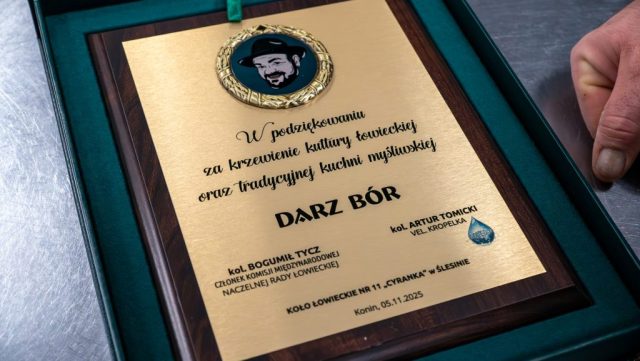 W podziękowaniu
za krzewienie kultury łowieckiej
oraz tradycyjnej kuchni myśliwskiej
DARZ BÓR
kol. BOGUMIŁ TYCZ
CZŁONEK KOMISJI MIĘDZYNARODOWEJ
NACZELNEJ RADY ŁOWIECKIEJ
kol. ARTUR TOMICKI
VEL. KROPELKA
KOŁO ŁOWIECKIE NR 11 „CYRANKA” w ŚLESINIE
Konin, 05.11.2025